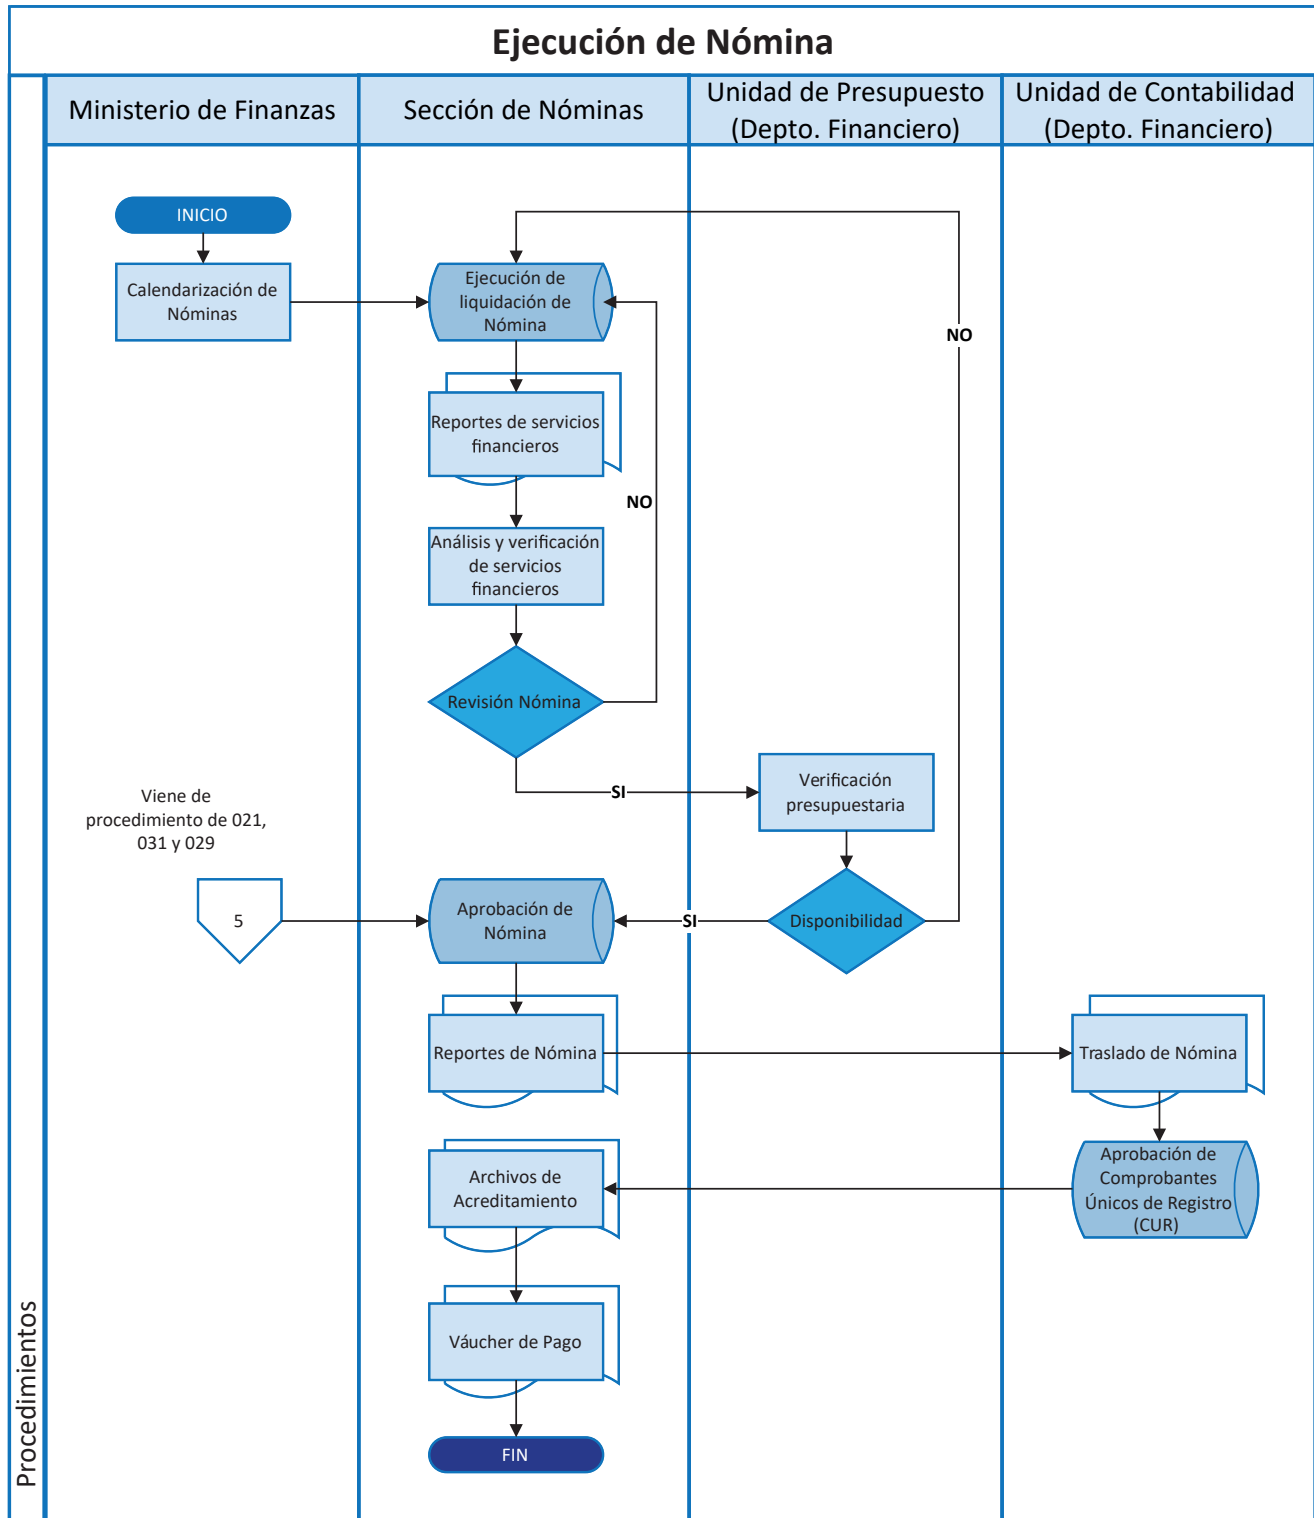 Ejecución de Nómina
Ministerio de Finanzas
Sección de Nóminas
Unidad de Presupuesto
(Depto. Financiero)
Unidad de Contabilidad
(Depto. Financiero)
INICIO
Calendarización de
Nóminas
Ejecución de
liquidación de
Nómina
NO
Reportes de servicios
financieros
NO
Análisis y verificación
de servicios
financieros
Revisión Nómina
SI
Verificación
presupuestaria
Viene de
procedimiento de 021,
031 y 029
5
Aprobación de
Nómina
SI
Disponibilidad
Reportes de Nómina
Traslado de Nómina
Aprobación de
Comprobantes
Únicos de Registro
(CUR)
Archivos de
Acreditamiento
Váucher de Pago
FIN
Procedimientos